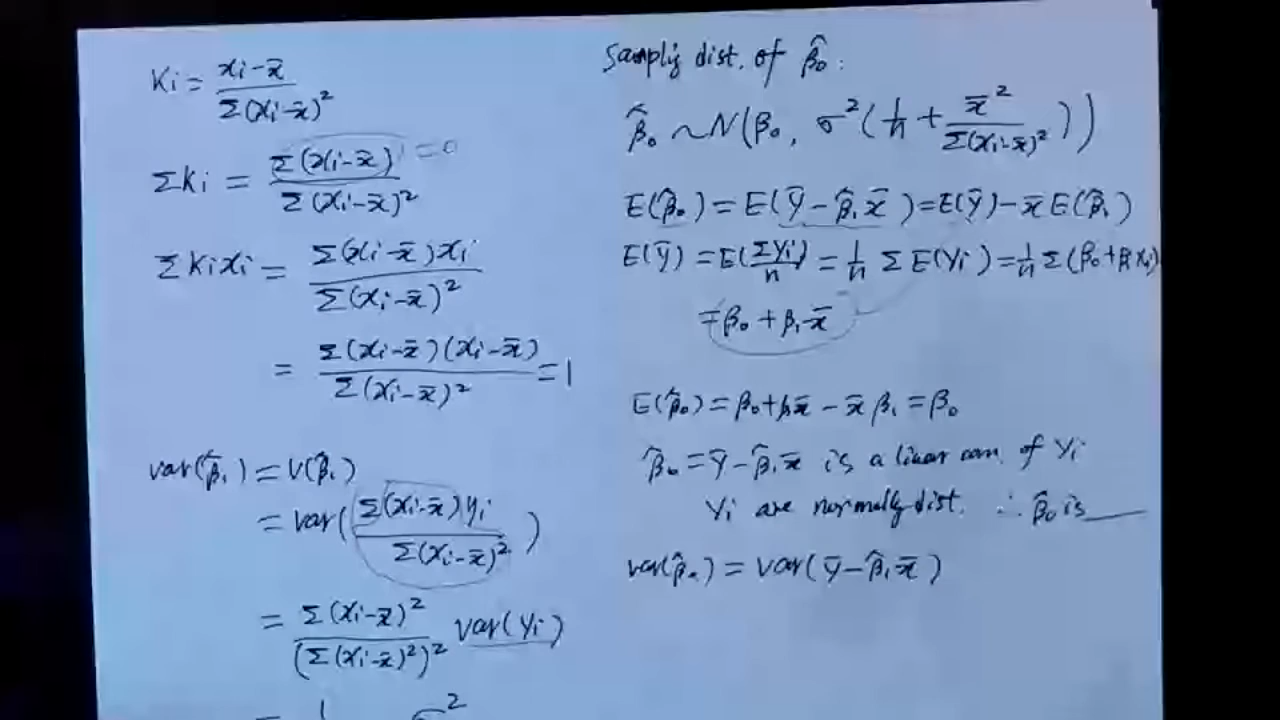 Ki = xi-x̄ / Σ(xi-x̄)²
ΣKi = Σ(xi-x̄) / Σ(xi-x̄)² =0
ΣKixi = Σ(xi-x̄)xi / Σ(xi-x̄)²
= Σ(xi-x̄)(xi-x̄) / Σ(xi-x̄)² = 1
var(β̂1) = V(β̂1)
= var( Σ(xi-x̄)yi / Σ(xi-x̄)² )
= Σ(xi-x̄)² / (Σ(xi-x̄)²)² var(Yi)
= 1 σ²
Samplig dist. of β̂0 :
β̂0 ~N(β0, σ²(1/n + x̄² / Σ(xi-x̄)²))
E(β̂0) = E(ȳ-β̂1x̄) = E(ȳ)-x̄E(β̂1)
E(ȳ) = E(ΣYi/n) = 1/n ΣE(Yi) = 1/n Σ(β0+β1xi)
= β0 + β1x̄
E(β̂0) = β0+β1x̄ - x̄β1 = β0
β̂0 = ȳ-β̂1x̄ is a linear com. of Yi
Yi are normally dist. ∴ β̂0 is
var(β̂0) = var(ȳ-β̂1x̄)